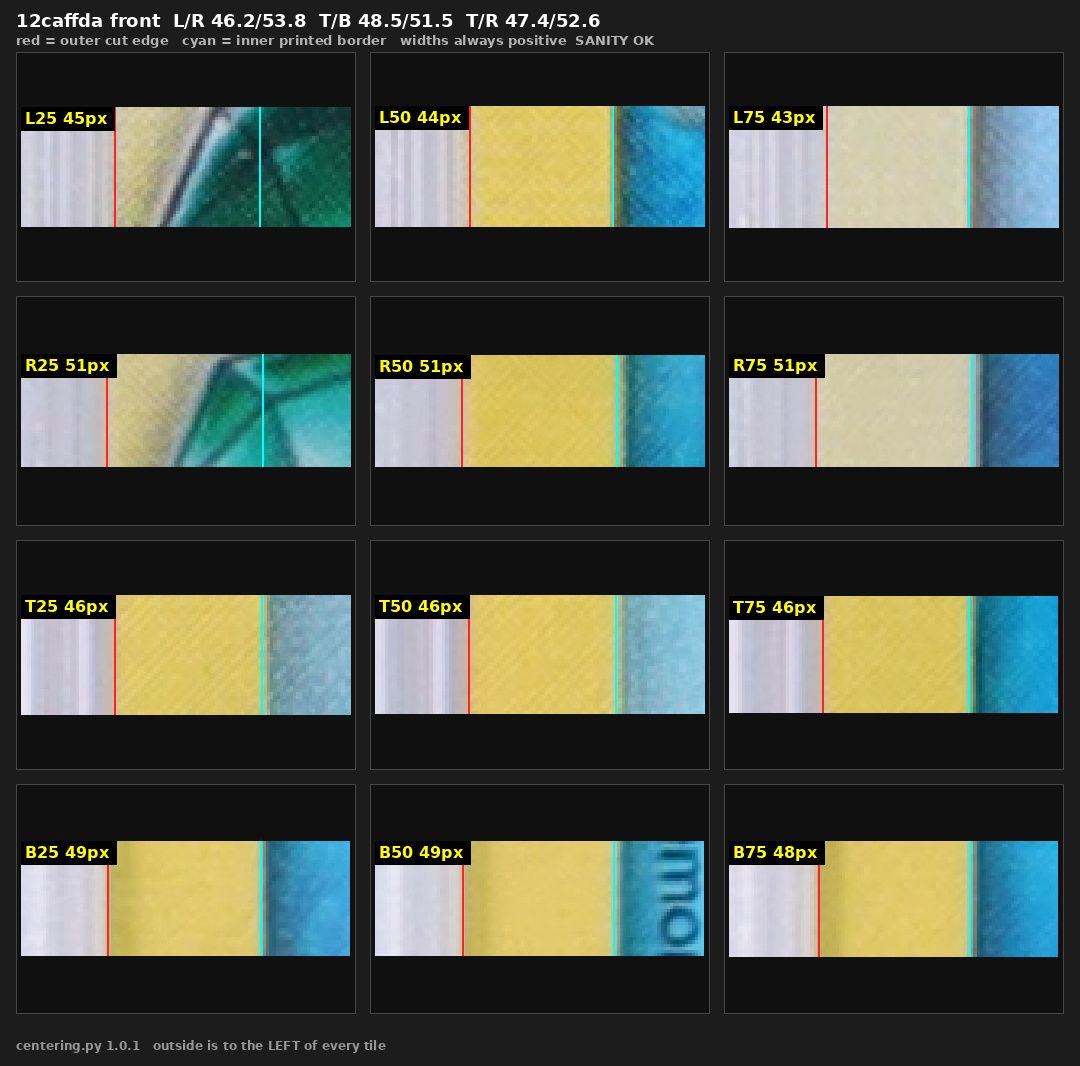 12caffda front  L/R 46.2/53.8  T/B 48.5/51.5  T/R 47.4/52.6
red = outer cut edge   cyan = inner printed border   widths always positive  SANITY OK
L25 45px
L50 44px
L75 43px
R25 51px
R50 51px
R75 51px
T25 46px
T50 46px
T75 46px
B25 49px
B50 49px
B75 48px
centering.py 1.0.1   outside is to the LEFT of every tile